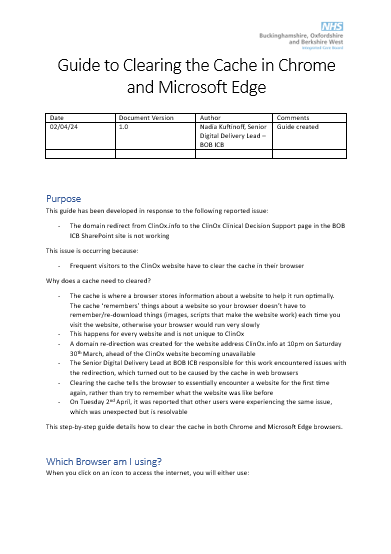 NHS
Buckinghamshire, Oxfordshire
and Berkshire West
Integrated Care Board
Guide to Clearing the Cache in Chrome
and Microsoft Edge
Date Document Version Author Comments
02/04/24 1.0 Nadia Kuftinoff, Senior Digital Delivery Lead – BOB ICB Guide created
Purpose
This guide has been developed in response to the following reported issue:
- The domain redirect from ClinOx.info to the ClinOx Clinical Decision Support page in the BOB
ICB SharePoint site is not working
This issue is occurring because:
- Frequent visitors to the ClinOx website have to clear the cache in their browser
Why does a cache need to cleared?
- The cache is where a browser stores information about a website to help it run optimally.
The cache ‘remembers’ things about a website so your browser doesn’t have to
remember/re-download things (images, scripts that make the website work) each time you
visit the website, otherwise your browser would run very slowly
- This happens for every website and is not unique to ClinOx
- A domain re-direction was created for the website address ClinOx.info at 10pm on Saturday
30th March, ahead of the ClinOx website becoming unavailable
- The Senior Digital Delivery Lead at BOB ICB responsible for this work encountered issues with
the redirection, which turned out to be caused by the cache in web browsers
- Clearing the cache tells the browser to essentially encounter a website for the first time
again, rather than try to remember what the website was like before
- On Tuesday 2nd April, it was reported that other users were experiencing the same issue,
which was unexpected but is resolvable
This step-by-step guide details how to clear the cache in both Chrome and Microsoft Edge browsers.
Which Browser am I using?
When you click on an icon to access the internet, you will either use: